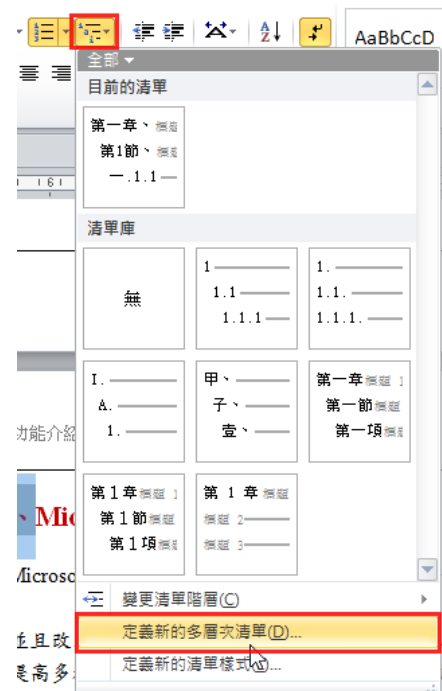 AaBbCcD
全部
目前的清單
第一章、標題
第1節、標題
一.1.1
清單庫
無
1
1.1
1.1.1
1.
1.1.
1.1.1.
I.
A.
1.
甲、
子、
壹、
第一章標題 1
第一節標題
第一項標題
第 1 章標題 1
第 1 節標題
第 1 項標題
第 1 章 標題
標題 2
標題 3
變更清單階層(C)
定義新的多層次清單(D)...
定義新的清單樣式
功能介紹
、Mic
Microso
並且改
是高多